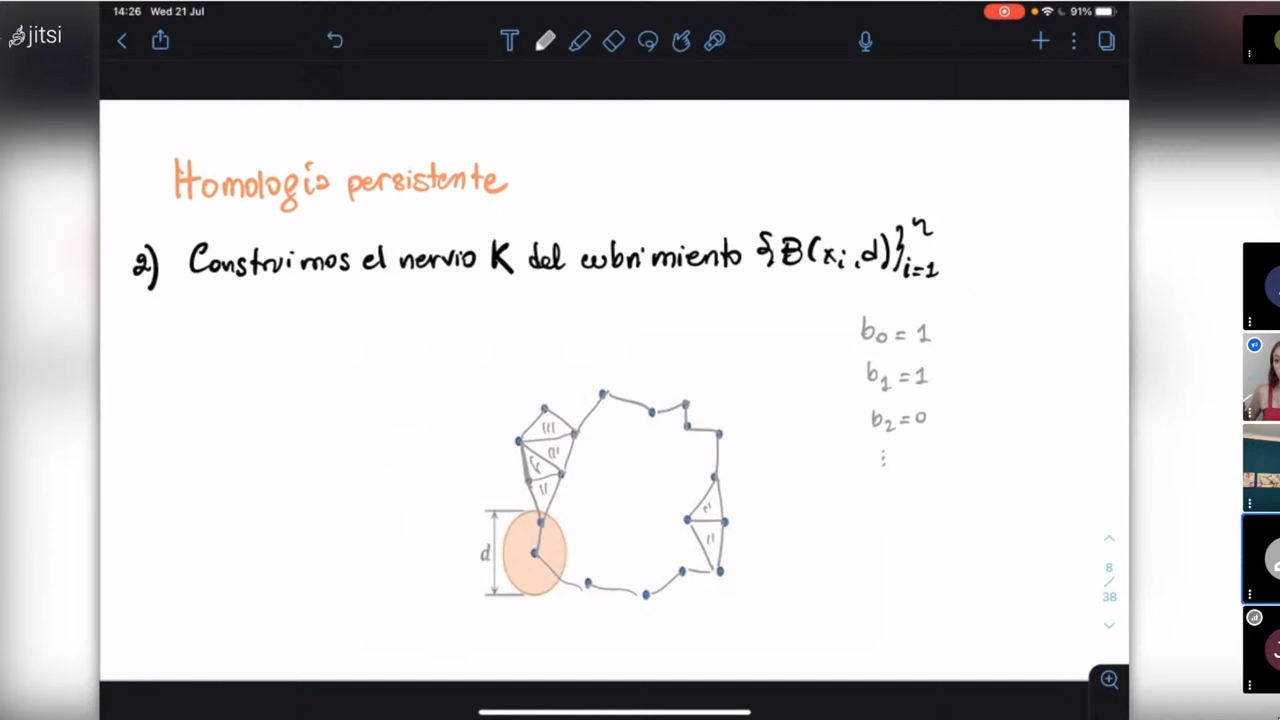 14:26 Wed 21 Jul
91%
jitsi
Homología persistente
2) Construimos el nervio K del cubrimiento {B(xᵢ,d)}ⁿᵢ₌₁
b₀ = 1
b₁ = 1
b₂ = 0
⋮
d
8
/
38